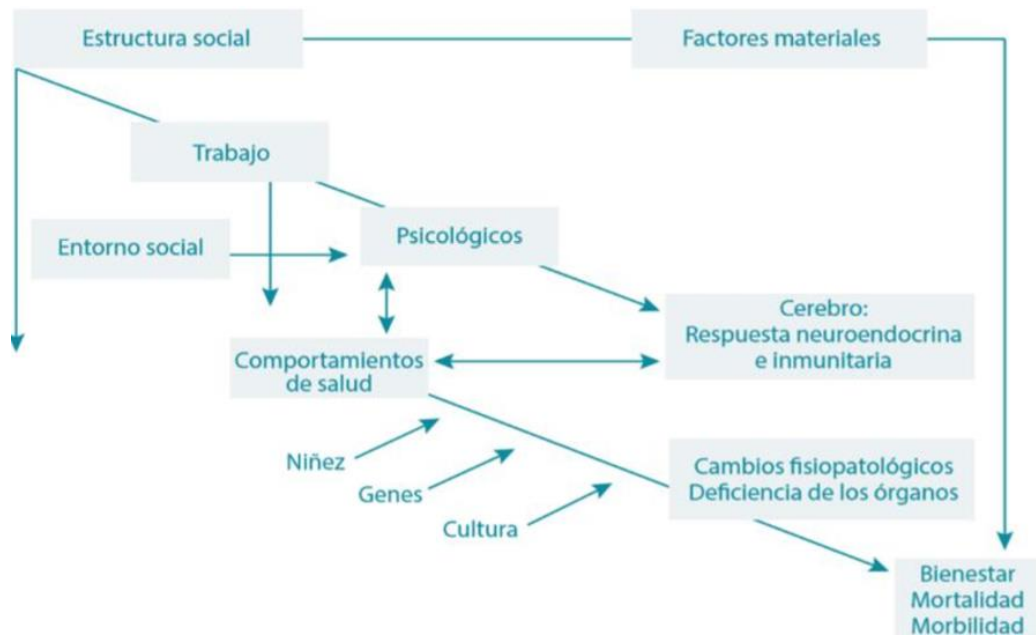 Estructura social
Factores materiales
Trabajo
Entorno social
Psicológicos
Cerebro:
Respuesta neuroendocrina
e inmunitaria
Comportamientos
de salud
Niñez
Genes
Cultura
Cambios fisiopatológicos
Deficiencia de los órganos
Bienestar
Mortalidad
Morbilidad